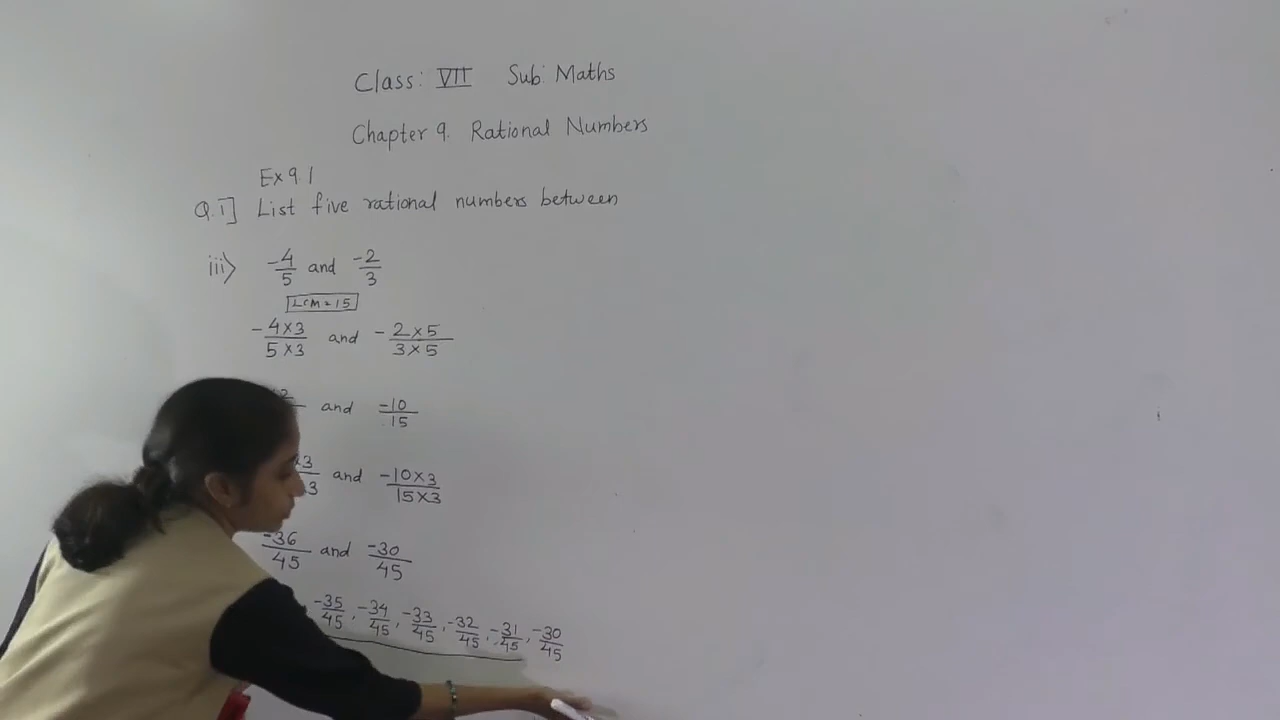 Class: VII Sub: Maths
Chapter 9. Rational Numbers
Ex 9.1
Q.1] List five rational numbers between
iii> -4/5 and -2/3
LCM = 15
-4×3/5×3 and -2×5/3×5
and -10/15
×3/×3 and -10×3/15×3
-36/45 and -30/45
-35/45, -34/45, -33/45, -32/45, -31/45, -30/45